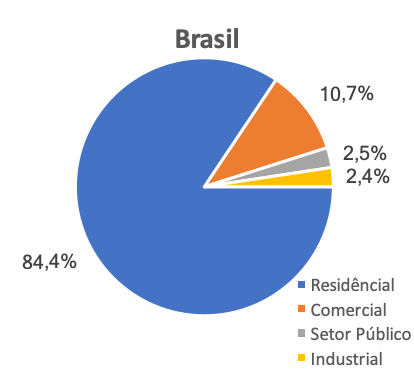 Brasil
10,7%
2,5%
2,4%
84,4%
Residêncial
Comercial
Setor Público
Industrial